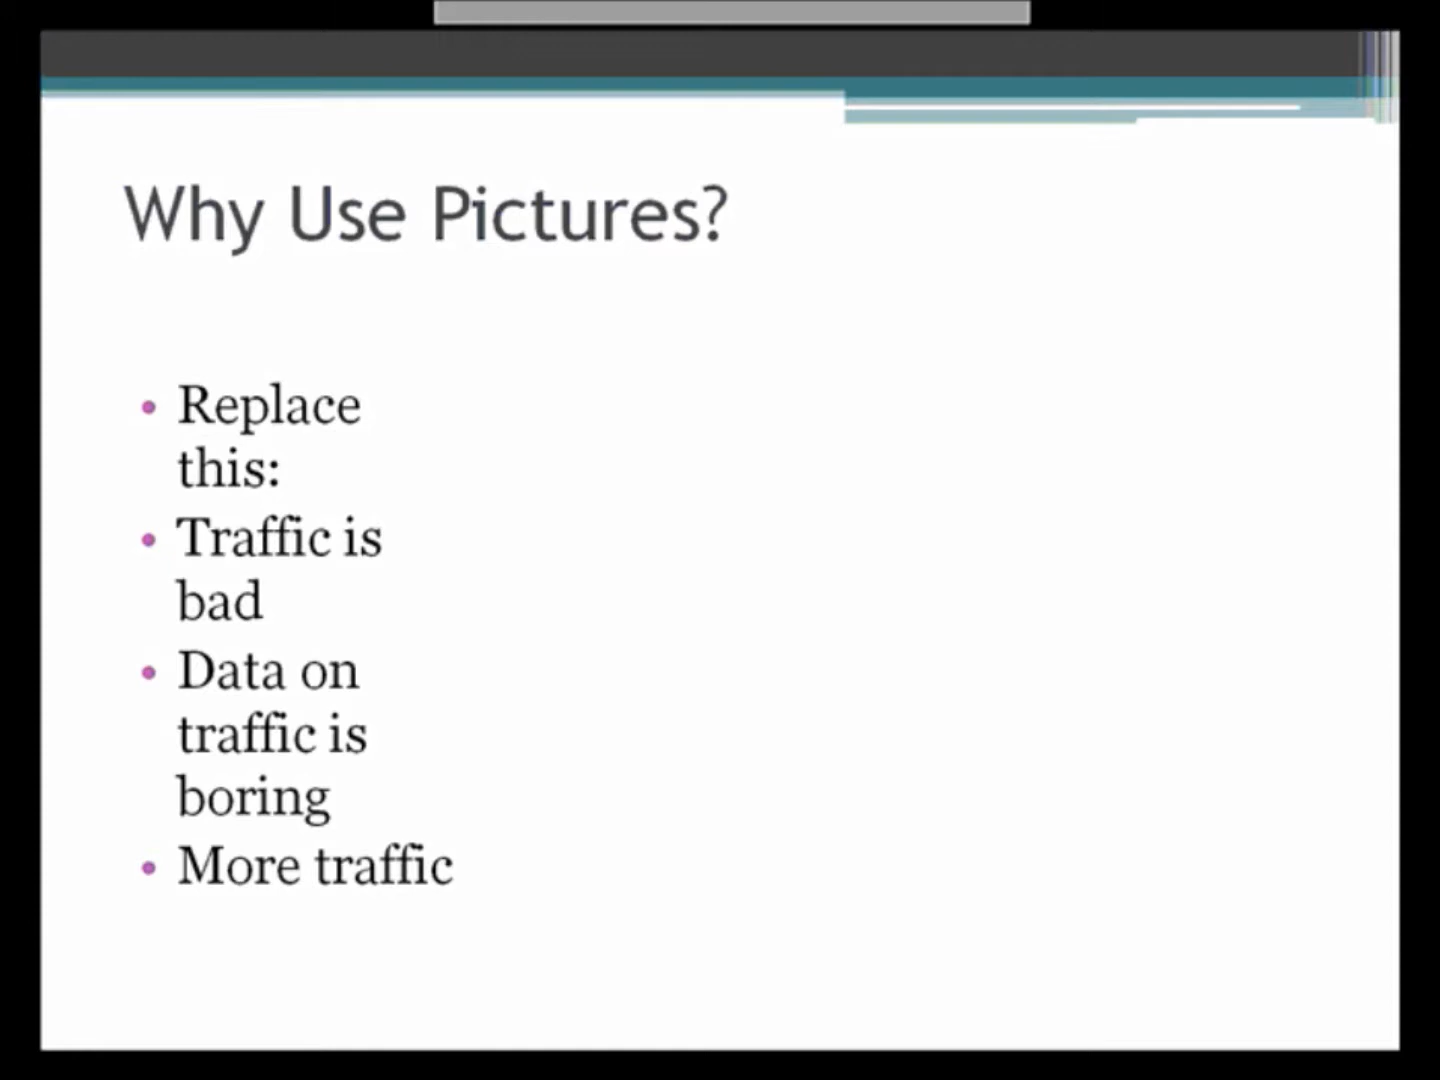 Why Use Pictures?
• Replace
this:
• Traffic is
bad
• Data on
traffic is
boring
• More traffic